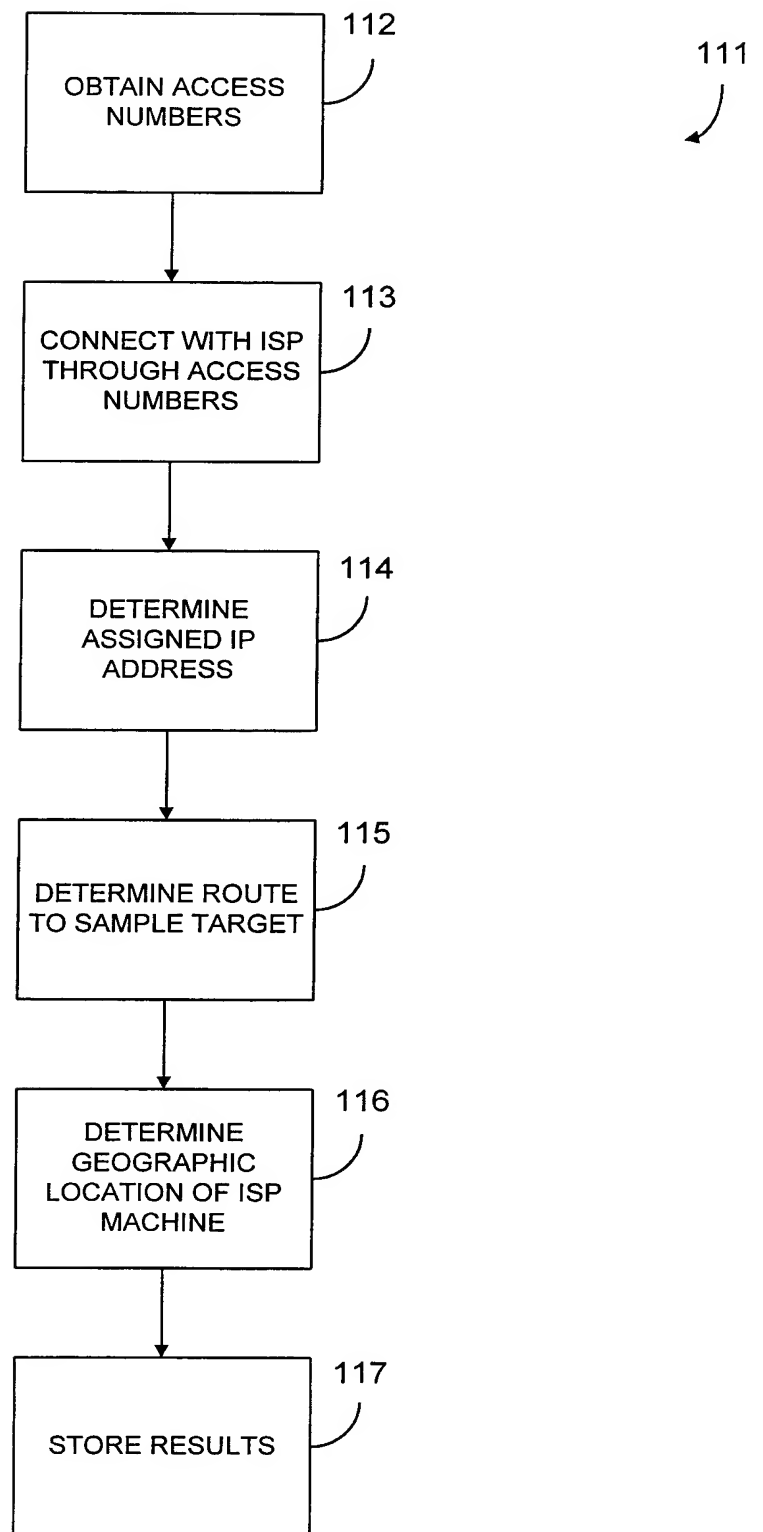 112
111
OBTAIN ACCESS
NUMBERS
113
CONNECT WITH ISP
THROUGH ACCESS
NUMBERS
114
DETERMINE
ASSIGNED IP
ADDRESS
115
DETERMINE ROUTE
TO SAMPLE TARGET
116
DETERMINE
GEOGRAPHIC
LOCATION OF ISP
MACHINE
117
STORE RESULTS